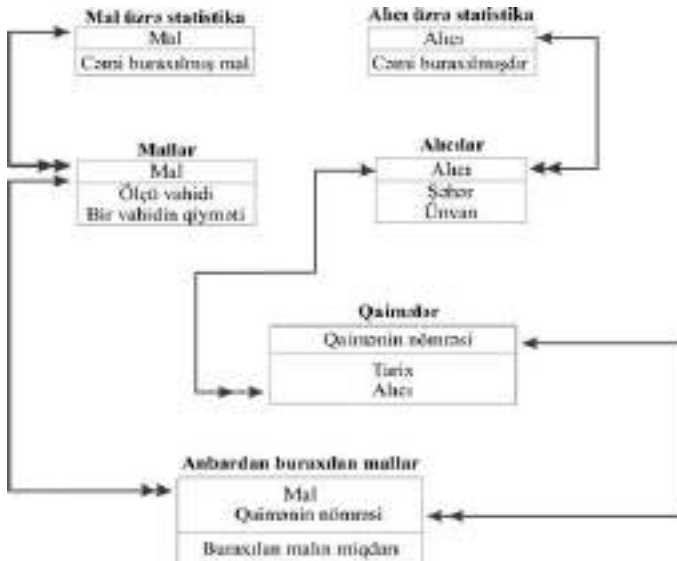 Mal üzrə statistika
Mal
Cəmi buraxılmış mal
Alıcı üzrə statistika
Alıcı
Cəmi buraxılmışdır
Mallar
Mal
Ölçü vahidi
Bir vahidin qiyməti
Alıcılar
Alıcı
Şəhər
Ünvan
Qaimələr
Qaimənin nömrəsi
Tarix
Alıcı
Anbardan buraxılan mallar
Mal
Qaimənin nömrəsi
Buraxılan malın miqdarı